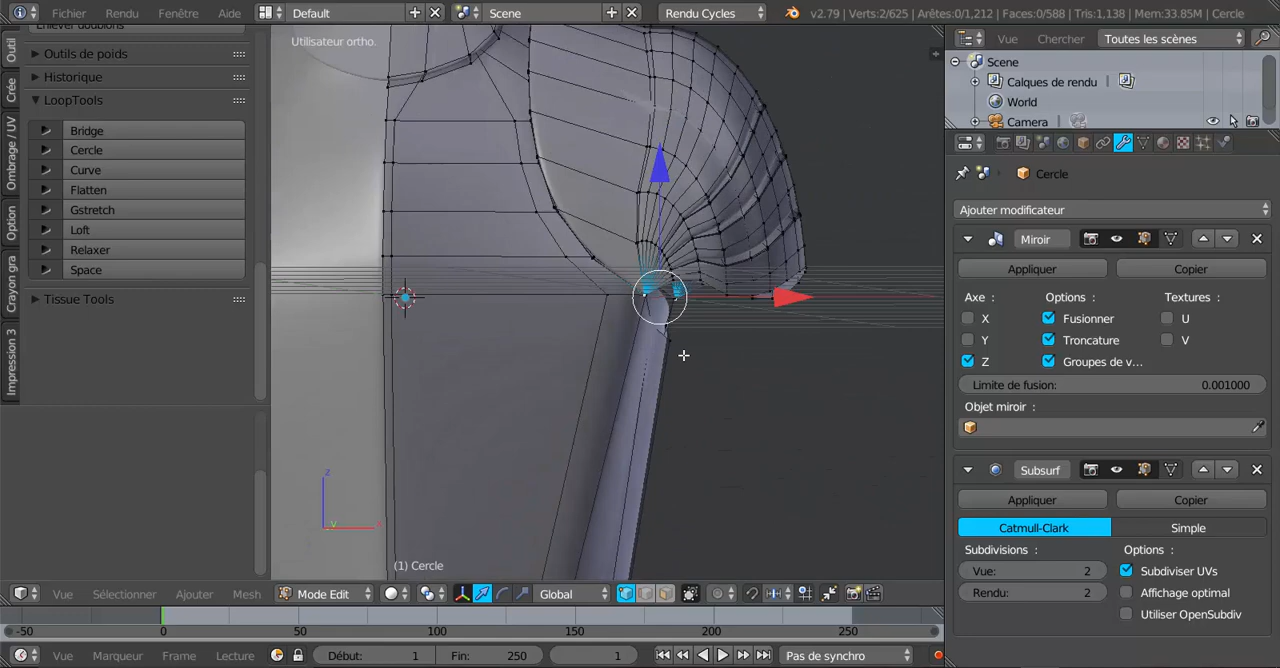 Fichier Rendu Fenêtre Aide Default Scene Rendu Cycles v2.79 | Verts:2/625 | Arêtes:0/1,212 | Faces:0/588 | Tris:1,138 | Mem:33.85M | Cercle
Outil
Crée
Ombrage / UV
Option
Crayon gra
Impression 3
Enlever doublons
Outils de poids
Historique
LoopTools
Bridge
Cercle
Curve
Flatten
Gstretch
Loft
Relaxer
Space
Tissue Tools
Utilisateur ortho.
z
y x
(1) Cercle
Vue Chercher Toutes les scènes
Scene
Calques de rendu
World
Camera
Cercle
Ajouter modificateur
Miroir
Appliquer Copier
Axe : Options : Textures :
X Fusionner U
Y Troncature V
Z Groupes de v...
Limite de fusion: 0.001000
Objet miroir :
Subsurf
Appliquer Copier
Catmull-Clark Simple
Subdivisions : Options :
Vue: 2 Subdiviser UVs
Rendu: 2 Affichage optimal
Utiliser OpenSubdiv
Vue Sélectionner Ajouter Mesh Mode Edit Global
-50 0 50 100 150 200 250
Vue Marqueur Frame Lecture Début: 1 Fin: 250 1 Pas de synchro